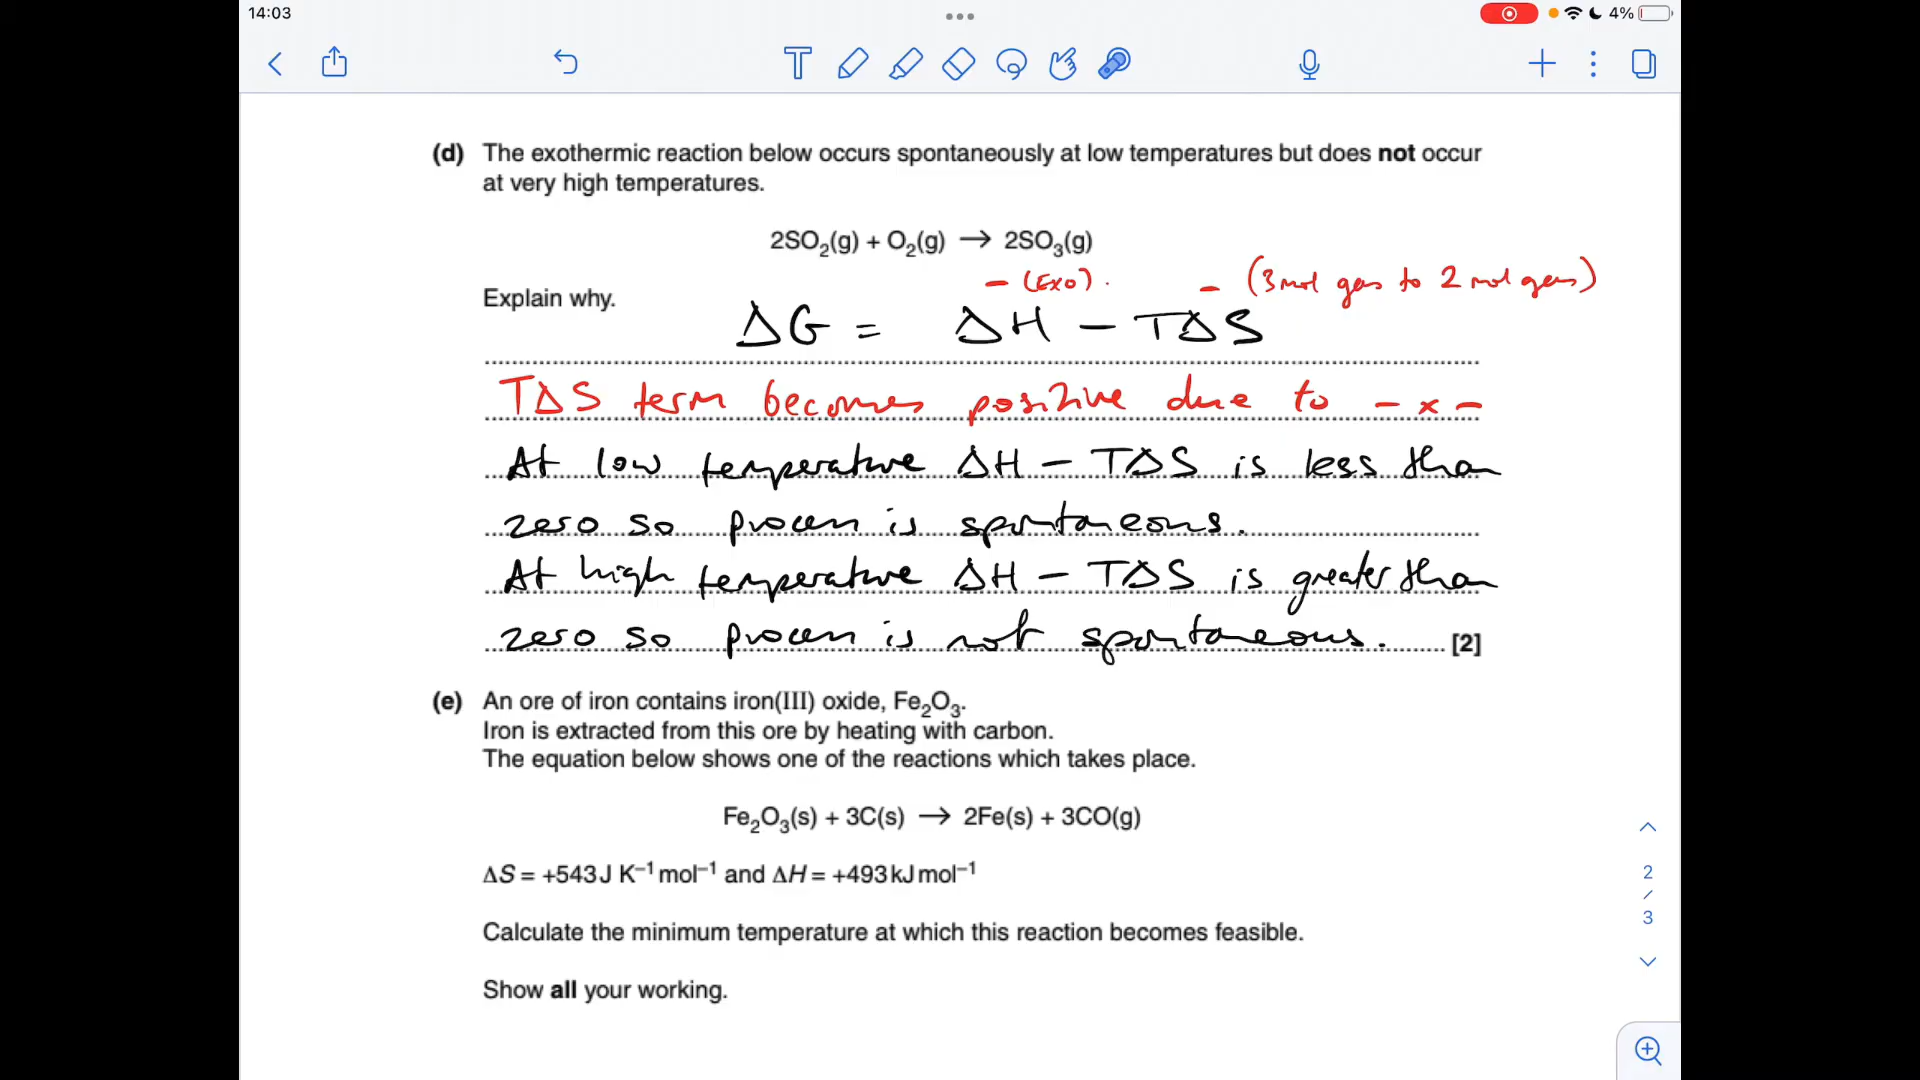 14:03
4%
(d) The exothermic reaction below occurs spontaneously at low temperatures but does not occur
at very high temperatures.
2SO₂(g) + O₂(g) → 2SO₃(g)
– (Exo). – (3 mol gas to 2 mol gas)
Explain why.
ΔG = ΔH – TΔS
TΔS term becomes positive due to – x –
At low temperature ΔH – TΔS is less than
zero so process is spontaneous.
At high temperature ΔH – TΔS is greater than
zero so process is not spontaneous. [2]
(e) An ore of iron contains iron(III) oxide, Fe₂O₃.
Iron is extracted from this ore by heating with carbon.
The equation below shows one of the reactions which takes place.
Fe₂O₃(s) + 3C(s) → 2Fe(s) + 3CO(g)
ΔS = +543 J K⁻¹ mol⁻¹ and ΔH = +493 kJ mol⁻¹
Calculate the minimum temperature at which this reaction becomes feasible.
Show all your working.
2
/
3